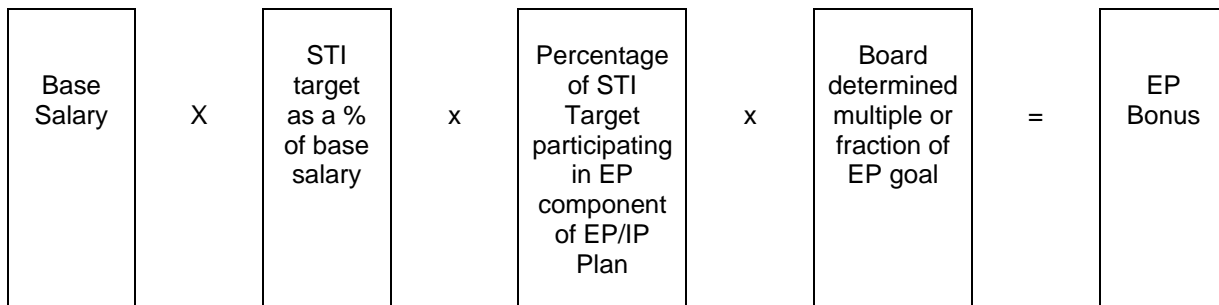 Base
Salary
X
STI
target
as a %
of base
salary
x
Percentage
of STI
Target
participating
in EP
component
of EP/IP
Plan
x
Board
determined
multiple or
fraction of
EP goal
=
EP
Bonus